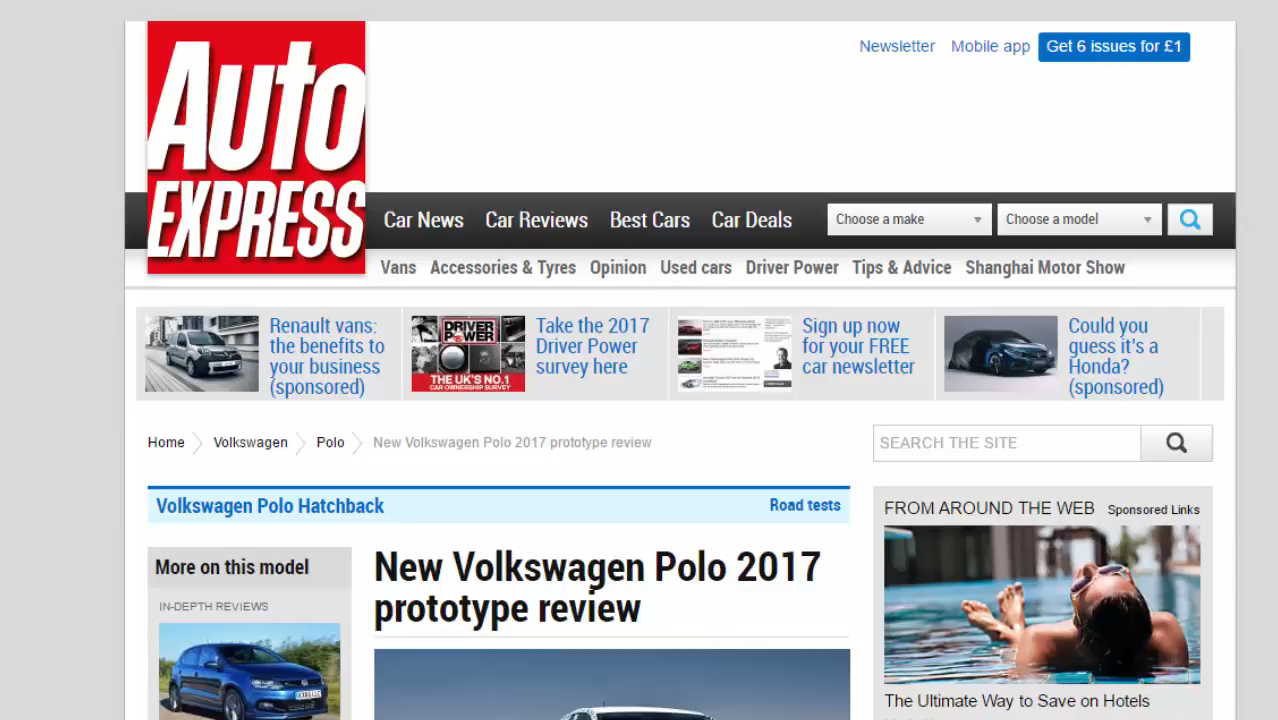 Auto
EXPRESS
Newsletter Mobile app Get 6 issues for £1
Car News Car Reviews Best Cars Car Deals Choose a make Choose a model
Vans Accessories & Tyres Opinion Used cars Driver Power Tips & Advice Shanghai Motor Show
Renault vans:
the benefits to
your business
(sponsored)
DRIVER
POWER
THE UK'S NO.1
CAR OWNERSHIP SURVEY
Take the 2017
Driver Power
survey here
Sign up now
for your FREE
car newsletter
Could you
guess it's a
Honda?
(sponsored)
Home Volkswagen Polo New Volkswagen Polo 2017 prototype review
SEARCH THE SITE
Volkswagen Polo Hatchback Road tests
FROM AROUND THE WEB Sponsored Links
More on this model
IN-DEPTH REVIEWS
New Volkswagen Polo 2017
prototype review
The Ultimate Way to Save on Hotels